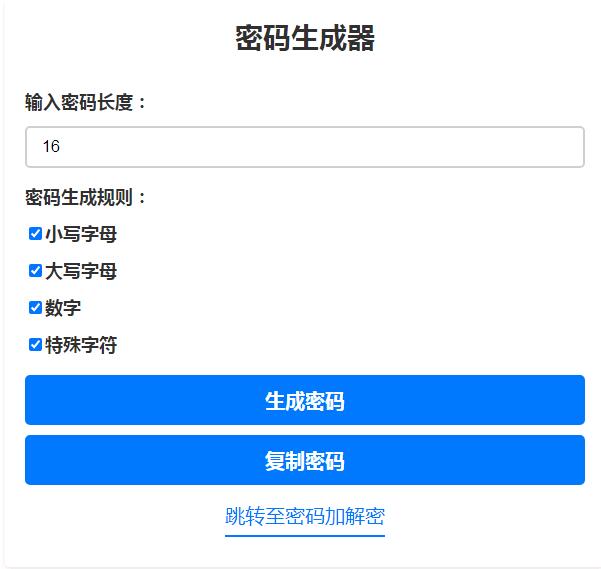 密码生成器
输入密码长度：
16
密码生成规则：
小写字母
大写字母
数字
特殊字符
生成密码
复制密码
跳转至密码加解密